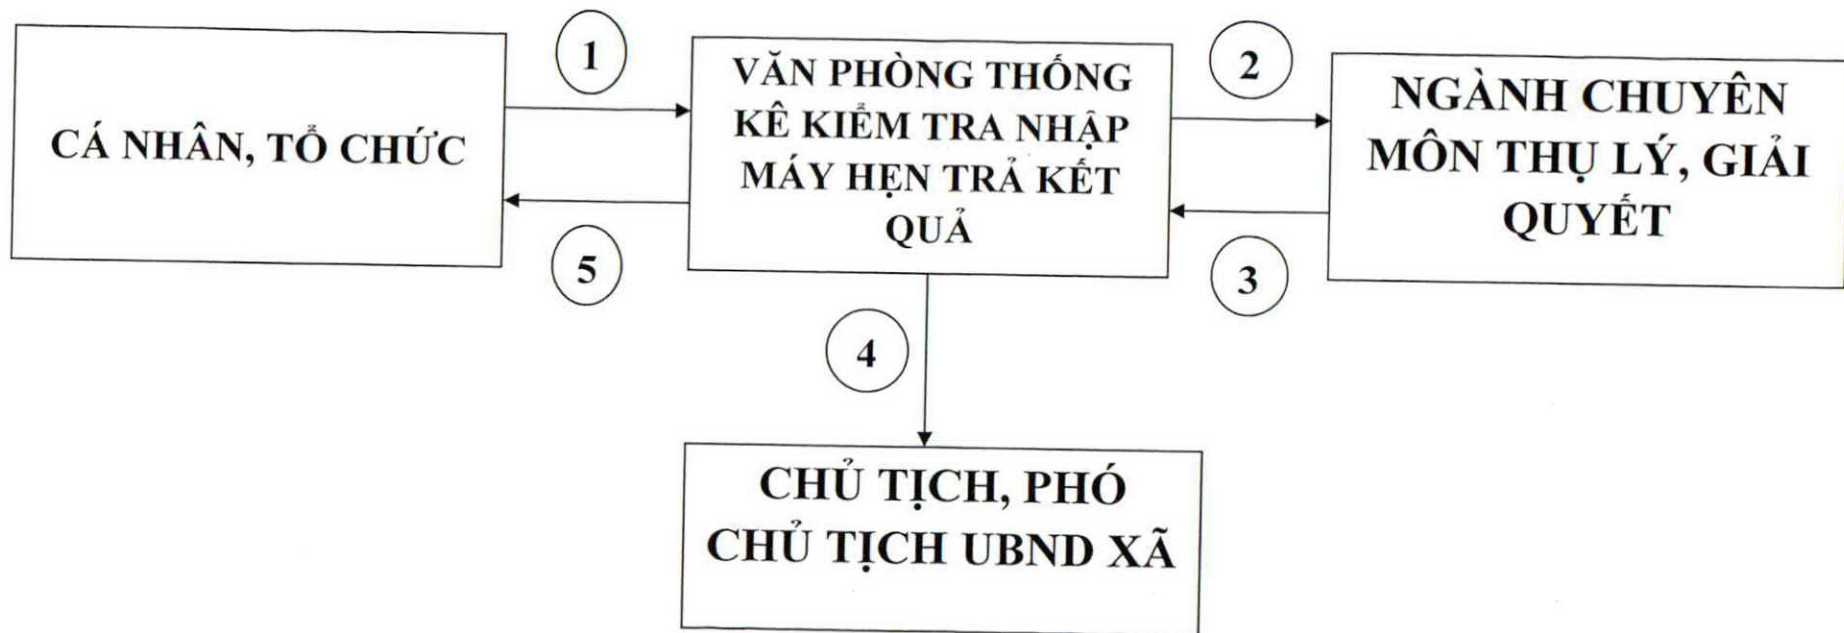 CÁ NHÂN, TỔ CHỨC
1
VĂN PHÒNG THỐNG
KÊ KIỂM TRA NHẬP
MÁY HẸN TRẢ KẾT
QUẢ
2
NGÀNH CHUYÊN
MÔN THỤ LÝ, GIẢI
QUYẾT
5
3
4
CHỦ TỊCH, PHÓ
CHỦ TỊCH UBND XÃ